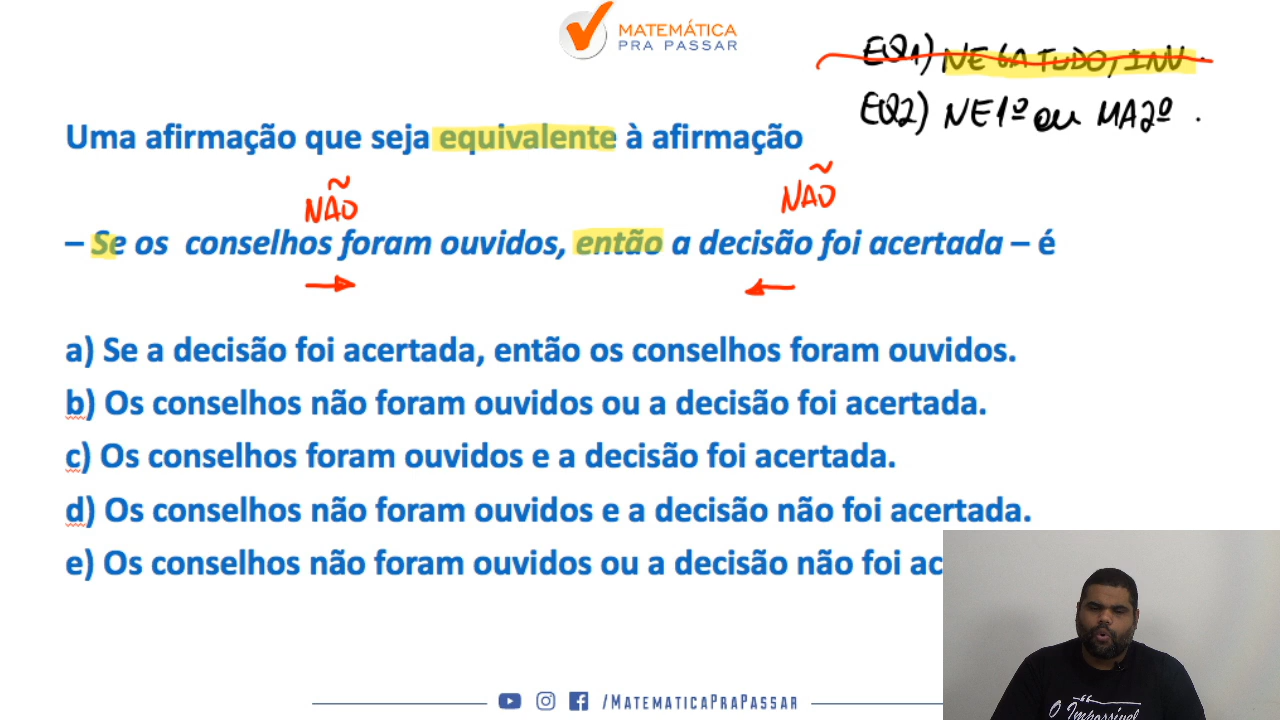 MATEMÁTICA
PRA PASSAR
EQ1) NEGA TUDO, INV.
EQ2) NE1º ou MA2º.
Uma afirmação que seja equivalente à afirmação
NÃO
NÃO
– Se os conselhos foram ouvidos, então a decisão foi acertada – é
a) Se a decisão foi acertada, então os conselhos foram ouvidos.
b) Os conselhos não foram ouvidos ou a decisão foi acertada.
c) Os conselhos foram ouvidos e a decisão foi acertada.
d) Os conselhos não foram ouvidos e a decisão não foi acertada.
e) Os conselhos não foram ouvidos ou a decisão não foi ac
O Impossível
/MATEMATICAPRAPASSAR